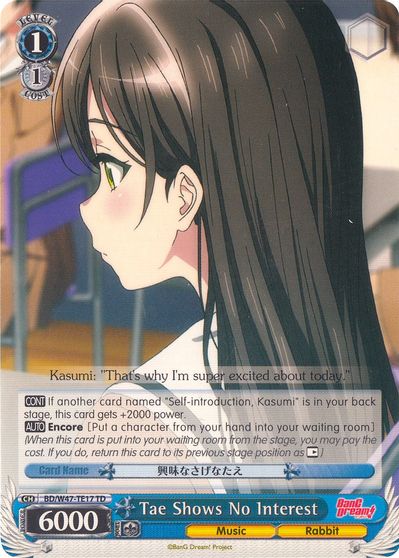 LEVEL
1
1
COST
Kasumi: "That's why I'm super excited about today."
CONT If another card named "Self-introduction, Kasumi" is in your back
stage, this card gets +2000 power.
AUTO Encore [Put a character from your hand into your waiting room]
(When this card is put into your waiting room from the stage, you may pay the
cost. If you do, return this card to its previous stage position as
Card Name 興味なさげなたえ
CH BD/W47-TE17 TD
Tae Shows No Interest
BanG Dream!
POWER
6000
Music Rabbit
©BanG Dream! Project